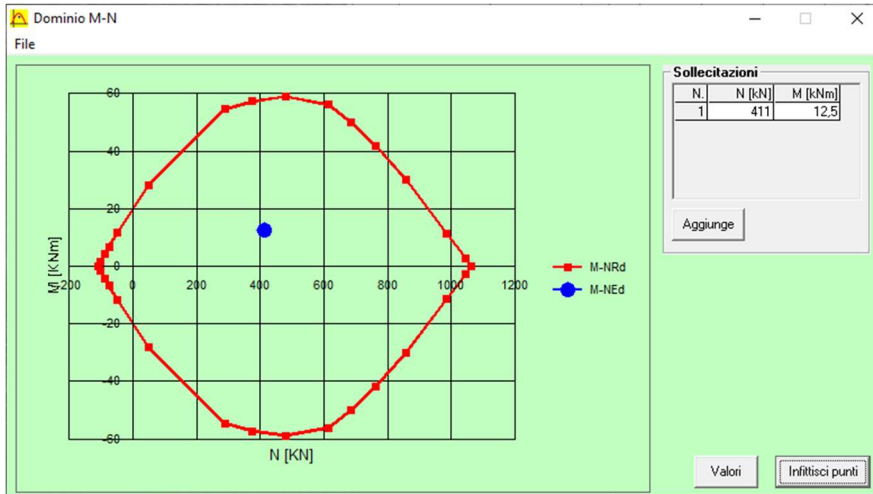 Dominio M-N
File
60
40
20
0
-20
-40
-60
-200
0
200
400
600
800
1000
1200
M [KNm]
N [KN]
M-NRd
M-NEd
Sollecitazioni
N. N [kN] M [kNm]
1 411 12,5
Aggiunge
Valori
Infittisci punti